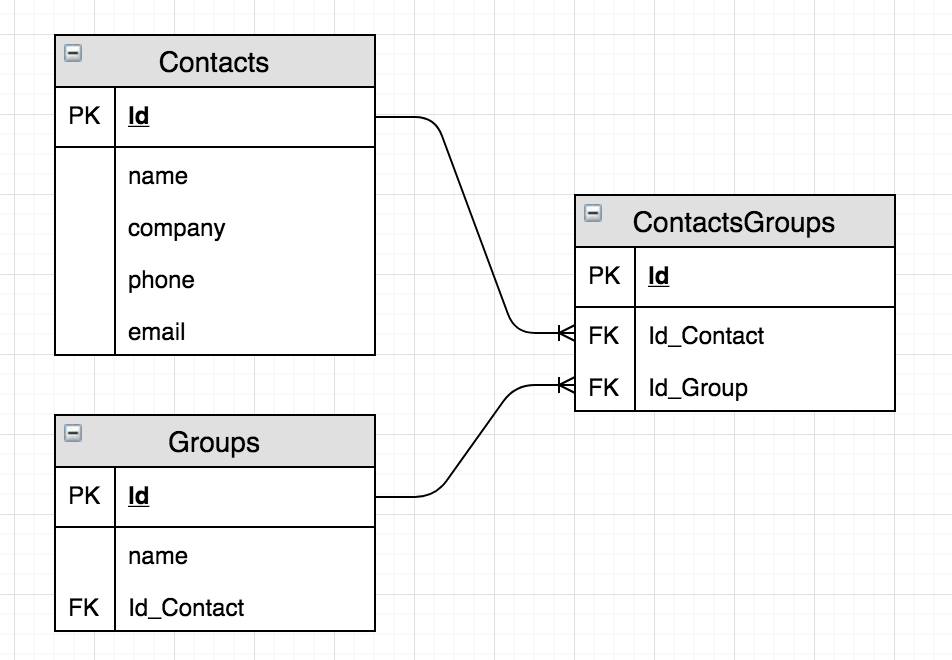 Contacts
PK Id
name
company
phone
email
ContactsGroups
PK Id
FK Id_Contact
FK Id_Group
Groups
PK Id
name
FK Id_Contact